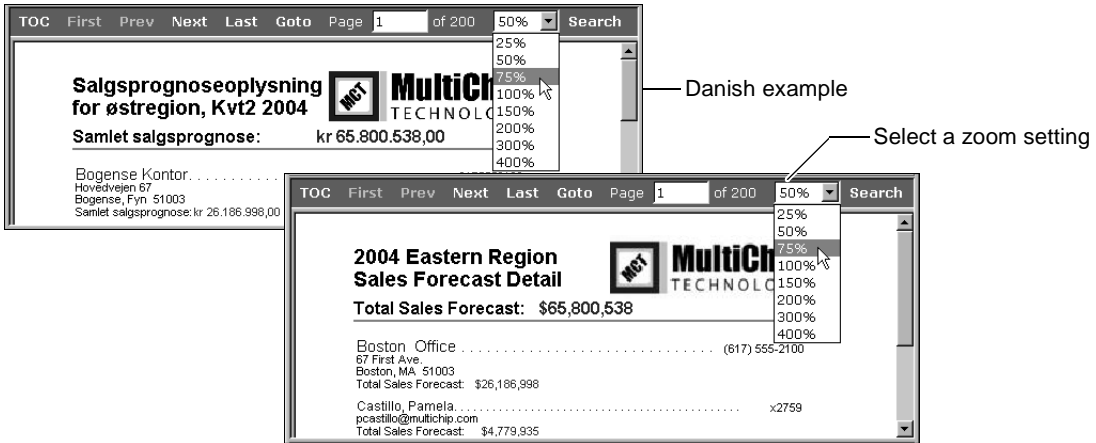 TOC First Prev Next Last Goto Page 1 of 200 50% Search
25%
50%
75%
100%
150%
200%
300%
400%
Salgsprognoseoplysning
for østregion, Kvt2 2004
MCT
TECHNOLO
Samlet salgsprognose: kr 65.800.538,00
Bogense Kontor
Hovedvejen 67
Bogense, Fyn 51003
Samlet salgsprognose: kr 26.186.998,00
Danish example
Select a zoom setting
TOC First Prev Next Last Goto Page 1 of 200 50% Search
25%
50%
75%
100%
150%
200%
300%
400%
2004 Eastern Region
Sales Forecast Detail
MCT
MultiCh
TECHNOLO
Total Sales Forecast: $65,800,538
Boston Office (617) 555-2100
67 First Ave.
Boston, MA 51003
Total Sales Forecast: $26,186,998
Castillo, Pamela x2759
pcastillo@multichip.com
Total Sales Forecast: $4,779,935